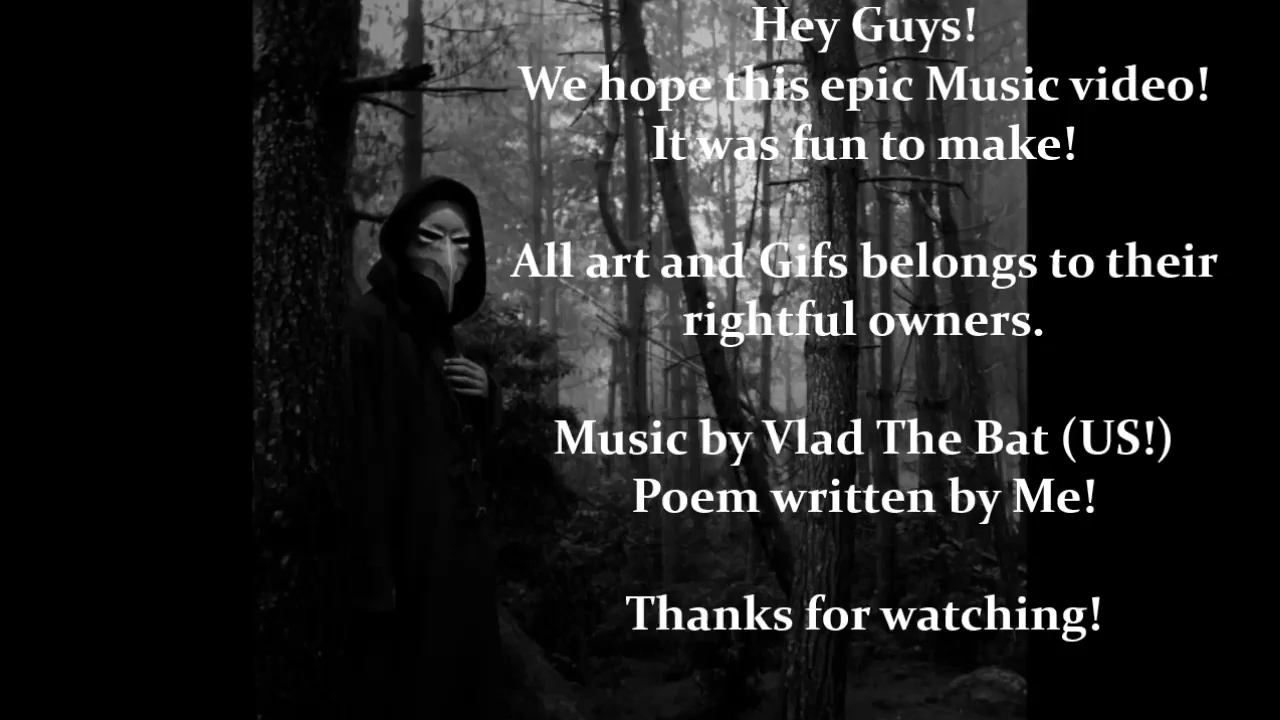 Hey Guys!
We hope this epic Music video!
It was fun to make!
All art and Gifs belongs to their
rightful owners.
Music by Vlad The Bat (US!)
Poem written by Me!
Thanks for watching!